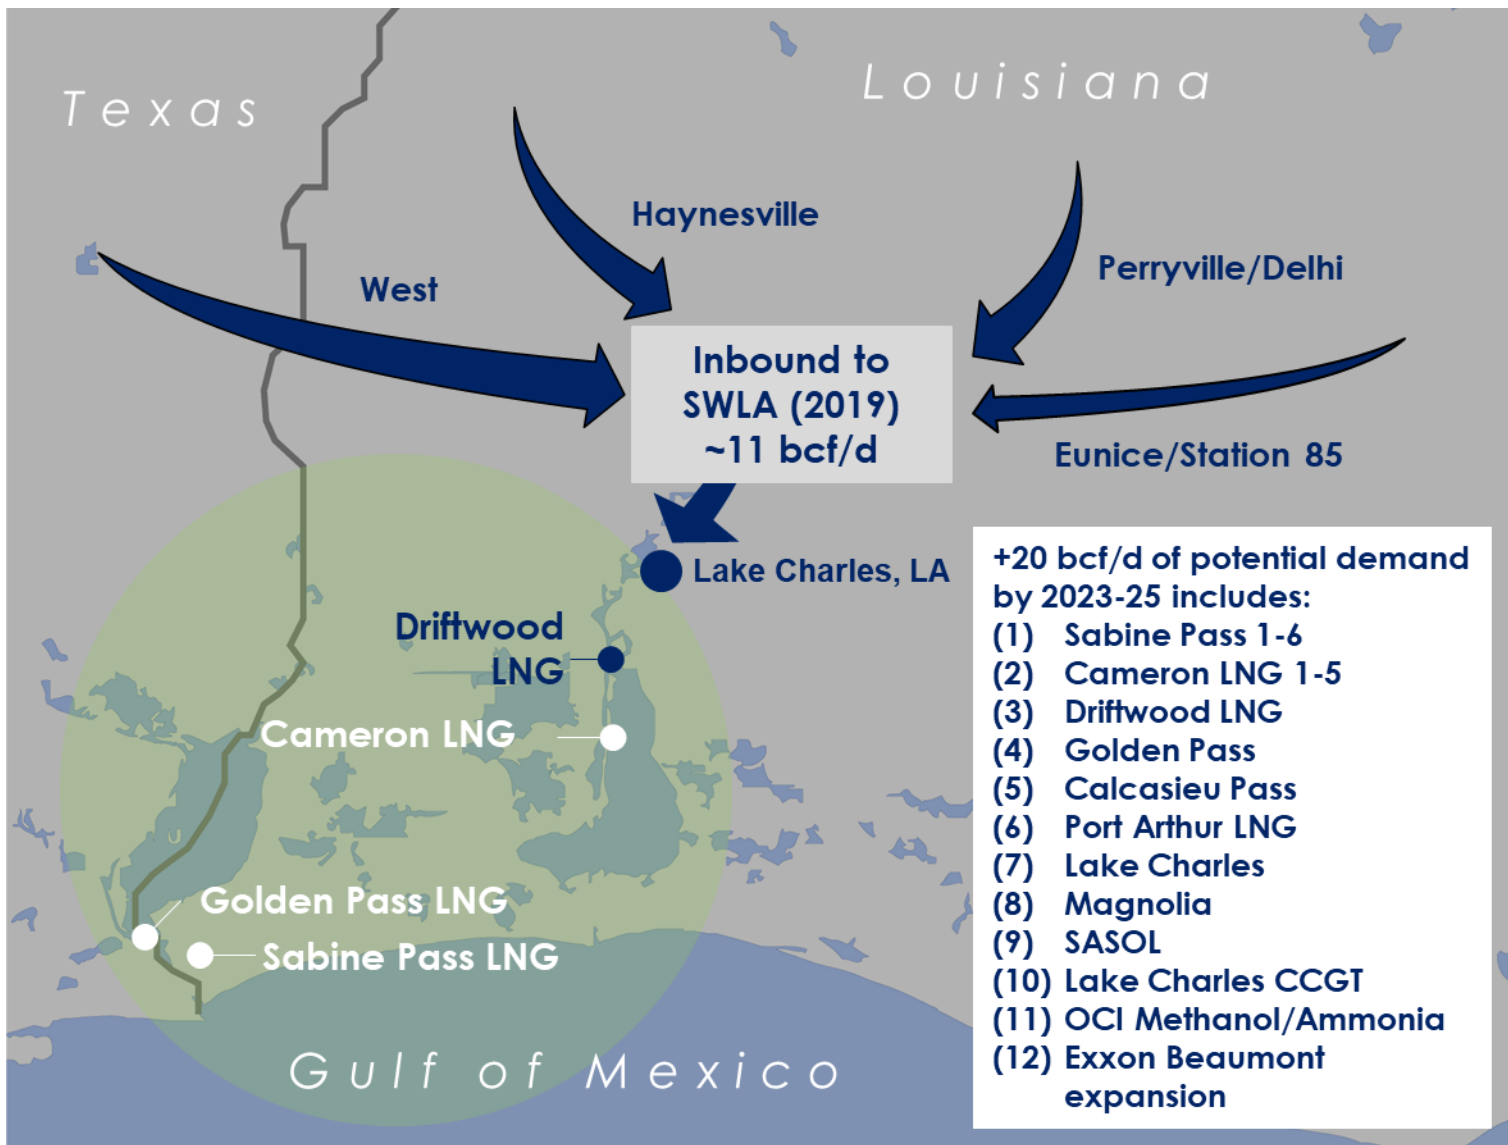 Texas
Louisiana
Haynesville
Perryville/Delhi
West
Inbound to
SWLA (2019)
~11 bcf/d
Eunice/Station 85
Lake Charles, LA
Driftwood
LNG
Cameron LNG
Golden Pass LNG
Sabine Pass LNG
Gulf of Mexico
+20 bcf/d of potential demand
by 2023-25 includes:
(1) Sabine Pass 1-6
(2) Cameron LNG 1-5
(3) Driftwood LNG
(4) Golden Pass
(5) Calcasieu Pass
(6) Port Arthur LNG
(7) Lake Charles
(8) Magnolia
(9) SASOL
(10) Lake Charles CCGT
(11) OCI Methanol/Ammonia
(12) Exxon Beaumont
expansion